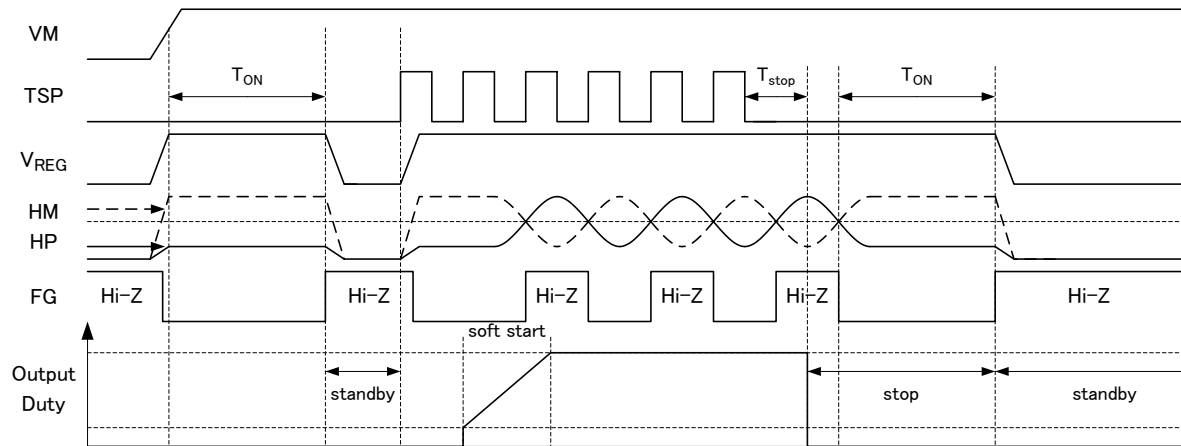 VM
TSP
T_ON
T_stop
T_ON
V_REG
HM
HP
FG
Hi-Z
Hi-Z
Hi-Z
Hi-Z
Hi-Z
Hi-Z
soft start
Output
Duty
standby
stop
standby